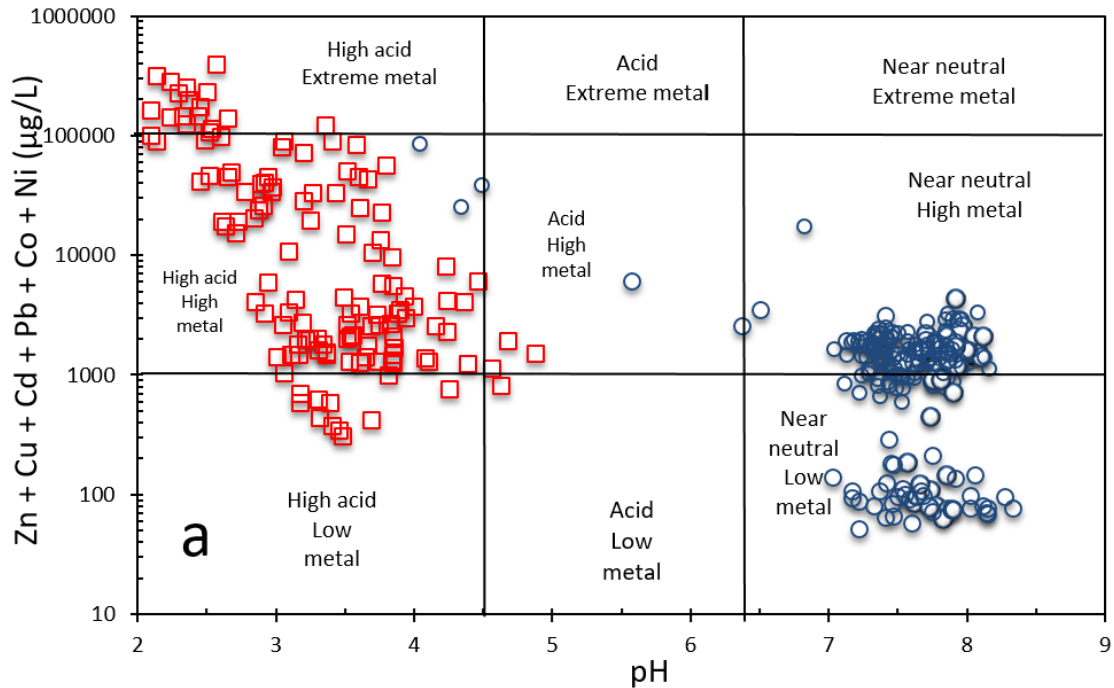 Zn + Cu + Cd + Pb + Co + Ni (µg/L)
1000000
100000
10000
1000
100
10
High acid
Extreme metal
Acid
Extreme metal
Near neutral
Extreme metal
High acid
High
metal
Acid
High
metal
Near neutral
High metal
High acid
Low
metal
Acid
Low
metal
Near
neutral
Low
metal
a
2
3
4
5
6
7
8
9
pH